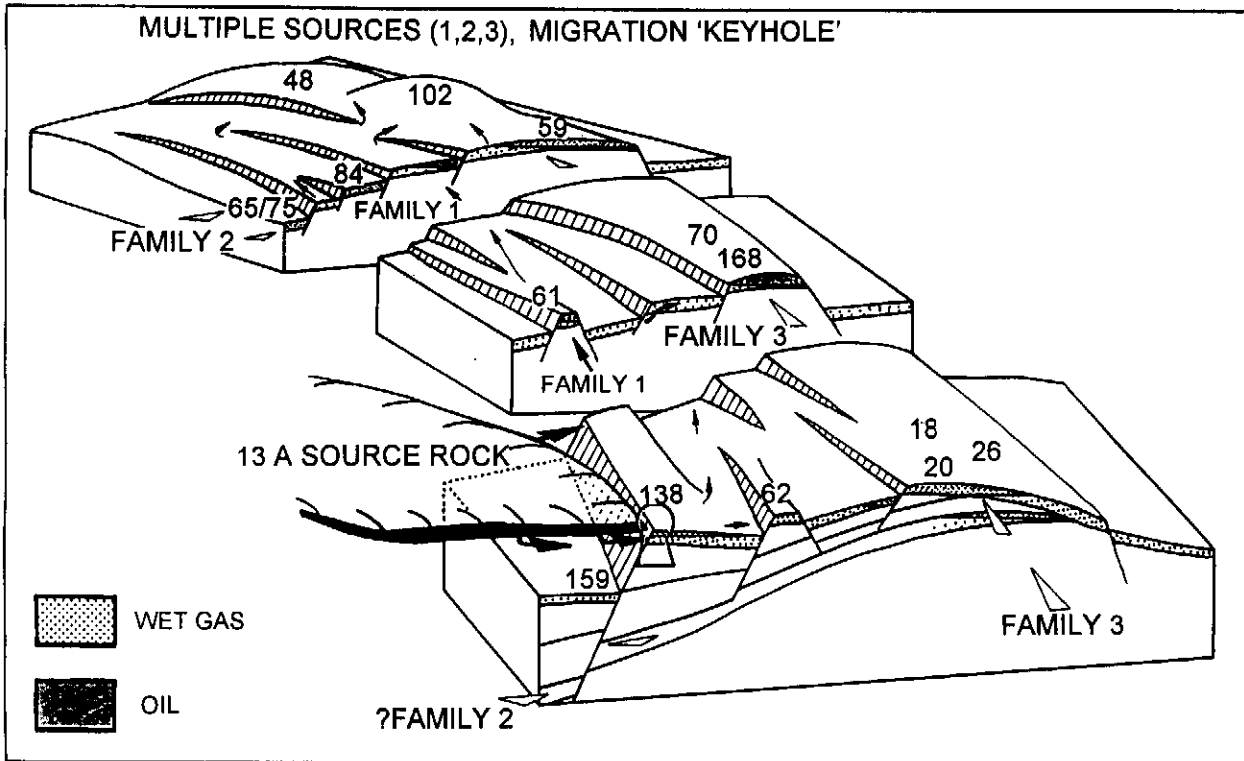 MULTIPLE SOURCES (1,2,3), MIGRATION 'KEYHOLE'
48
102
59
84
65/75
FAMILY 1
FAMILY 2
70
168
61
FAMILY 3
FAMILY 1
13 A SOURCE ROCK
18
26
20
138
62
159
WET GAS
FAMILY 3
OIL
?FAMILY 2